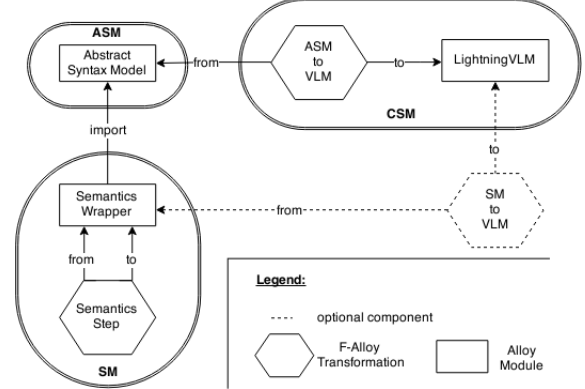 ASM
Abstract
Syntax Model
from
ASM
to
VLM
to
LightningVLM
CSM
import
to
Semantics
Wrapper
from
SM
to
VLM
from
to
Semantics
Step
SM
Legend:
optional component
F-Alloy
Transformation
Alloy
Module